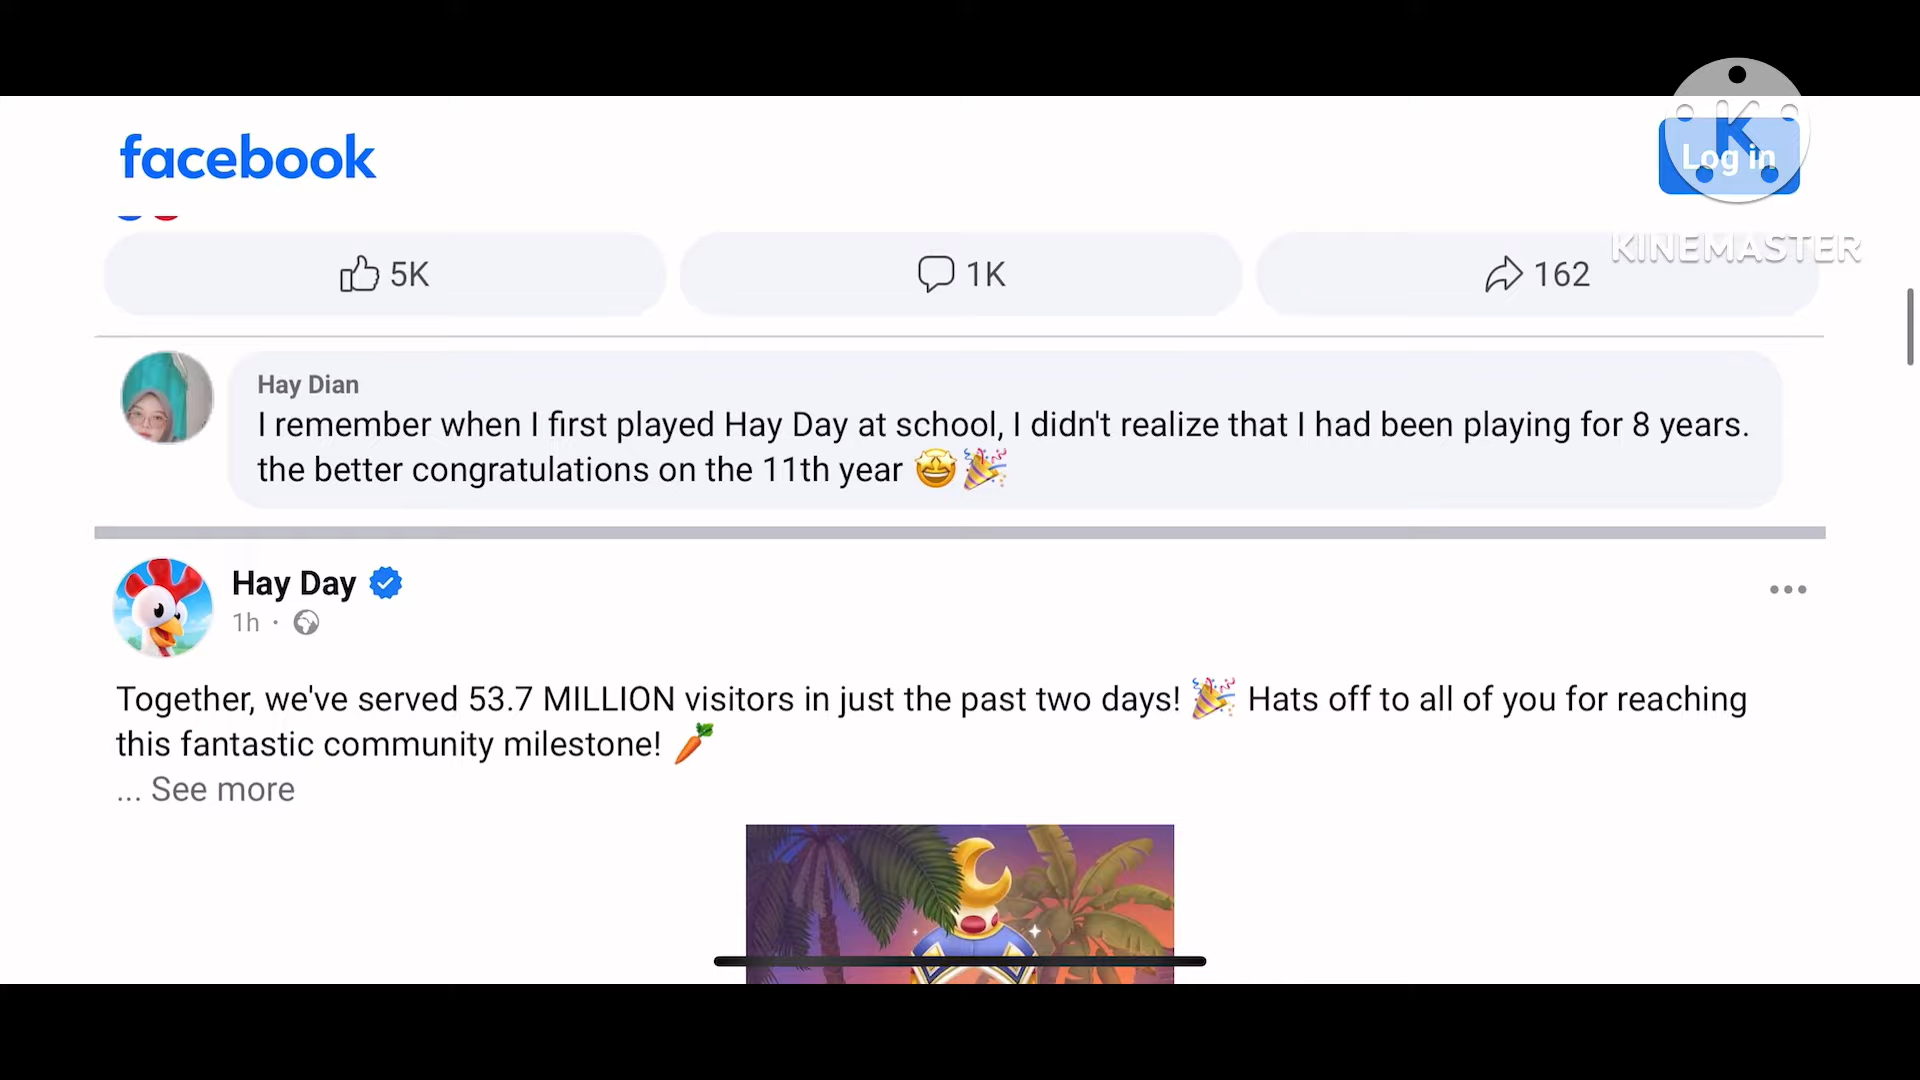 facebook
Log in
K
KINEMASTER
5K
1K
162
Hay Dian
I remember when I first played Hay Day at school, I didn't realize that I had been playing for 8 years.
the better congratulations on the 11th year 🤩🎉
Hay Day
1h ·
Together, we've served 53.7 MILLION visitors in just the past two days! 🎉 Hats off to all of you for reaching
this fantastic community milestone! 🥕
... See more